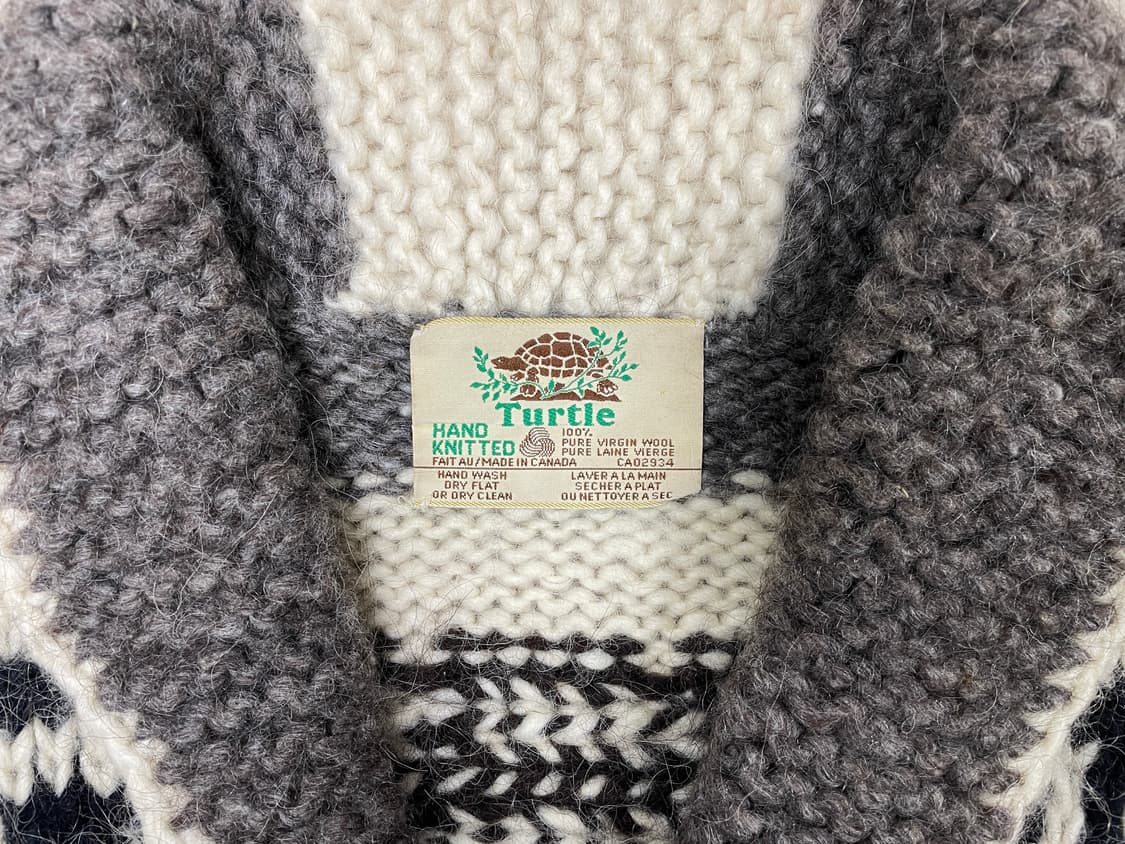 Turtle
HAND
KNITTED
100%
PURE VIRGIN WOOL
PURE LAINE VIERGE
FAIT AU/MADE IN CANADA CA02934
HAND WASH
DRY FLAT
OR DRY CLEAN
LAVER A LA MAIN
SECHER A PLAT
OU NETTOYER A SEC